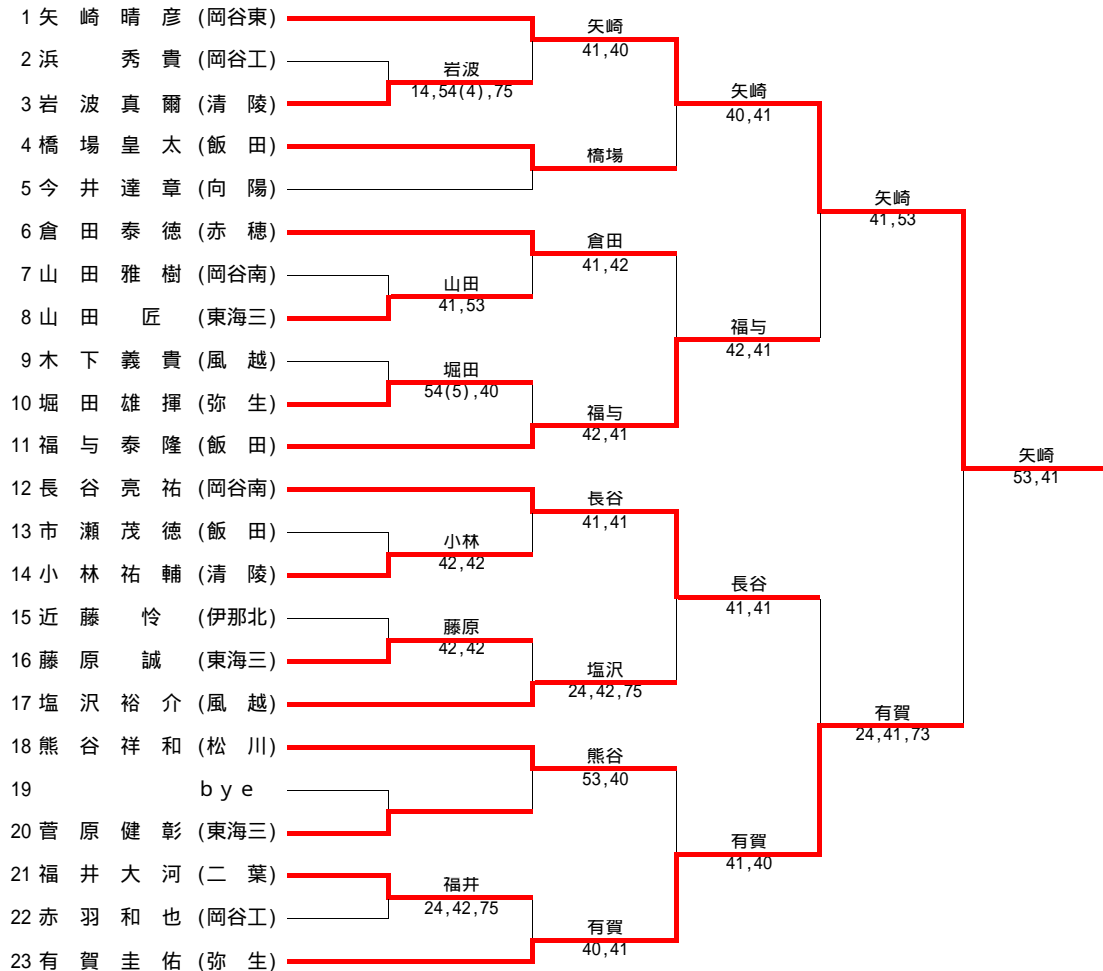 1 矢崎晴彦 (岡谷東)
矢崎
41,40
2 浜秀貴 (岡谷工)
岩波
14,54(4),75
3 岩波真爾 (清陵)
矢崎
40,41
4 橋場皇太 (飯田)
橋場
5 今井達章 (向陽)
矢崎
41,53
6 倉田泰徳 (赤穂)
倉田
41,42
7 山田雅樹 (岡谷南)
山田
41,53
8 山田匠 (東海三)
福与
42,41
9 木下義貴 (風越)
堀田
54(5),40
10 堀田雄揮 (弥生)
福与
42,41
11 福与泰隆 (飯田)
矢崎
53,41
12 長谷亮祐 (岡谷南)
長谷
41,41
13 市瀬茂徳 (飯田)
小林
42,42
14 小林祐輔 (清陵)
長谷
41,41
15 近藤怜 (伊那北)
藤原
42,42
16 藤原誠 (東海三)
塩沢
24,42,75
17 塩沢裕介 (風越)
有賀
24,41,73
18 熊谷祥和 (松川)
熊谷
53,40
19 bye
20 菅原健彰 (東海三)
有賀
41,40
21 福井大河 (二葉)
福井
24,42,75
22 赤羽和也 (岡谷工)
有賀
40,41
23 有賀圭佑 (弥生)